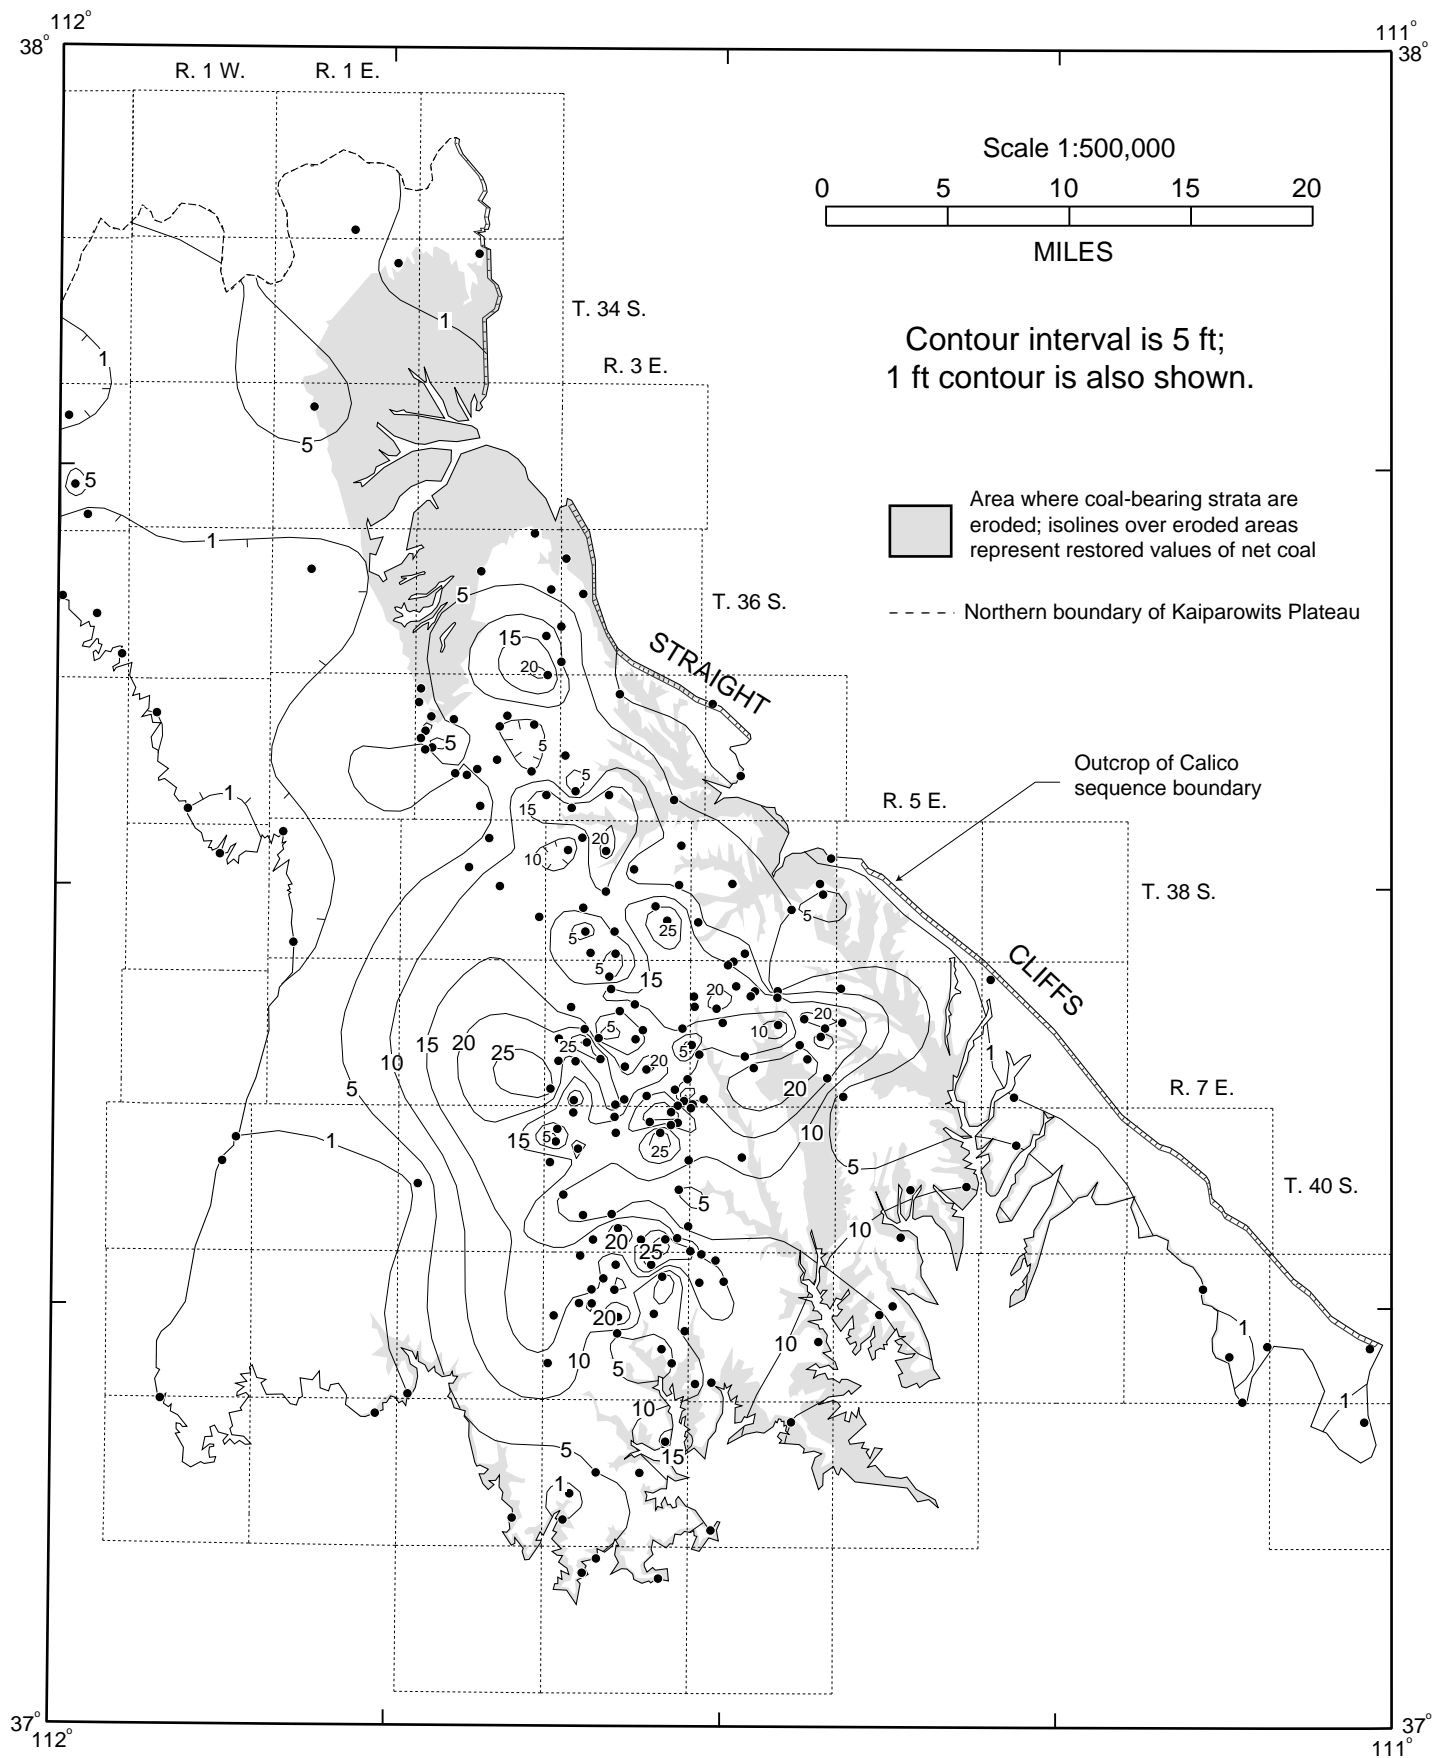 112°
111°
38°
38°
R. 1 W.
R. 1 E.
Scale 1:500,000
0 5 10 15 20
MILES
T. 34 S.
1
Contour interval is 5 ft;
1 ft contour is also shown.
1
R. 3 E.
5
5
Area where coal-bearing strata are
eroded; isolines over eroded areas
represent restored values of net coal
1
5
T. 36 S.
Northern boundary of Kaiparowits Plateau
15
STRAIGHT
20
5
5
5
Outcrop of Calico
sequence boundary
1
15
R. 5 E.
20
10
T. 38 S.
5
25
5
CLIFFS
5
15
20
20
5
10
15
20
25
25
5
1
10
20
5
20
R. 7 E.
15
5
10
1
25
5
T. 40 S.
5
10
20
25
20
10
1
10
5
10
1
5
15
1
37°
37°
112°
111°